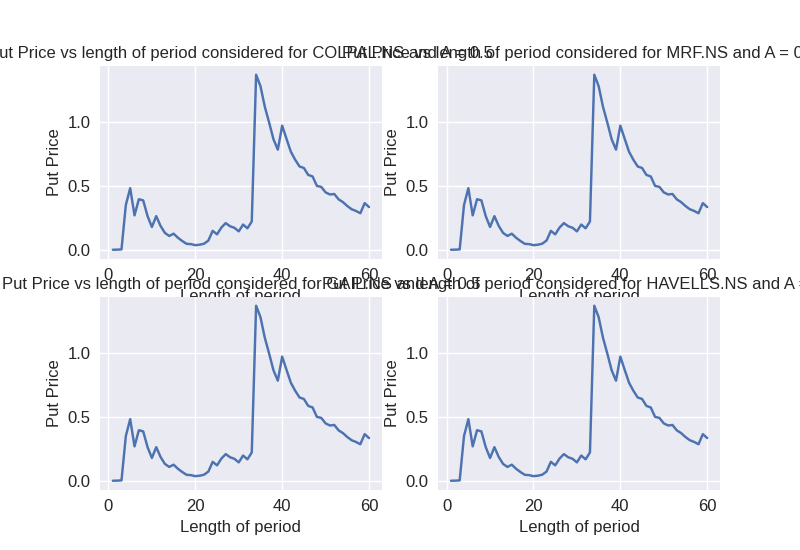 ut Price vs length of period considered for COLPAL.NS and A = 0.5
Put Price vs length of period considered for MRF.NS and A = 0
1.0
0.5
0.0
Put Price
0
20
40
60
Length of period
1.0
0.5
0.0
Put Price
0
20
40
60
Length of period
Put Price vs length of period considered for GAIL.NS and A = 0.5
Put Price vs length of period considered for HAVELLS.NS and A =
1.0
0.5
0.0
Put Price
0
20
40
60
Length of period
1.0
0.5
0.0
Put Price
0
20
40
60
Length of period